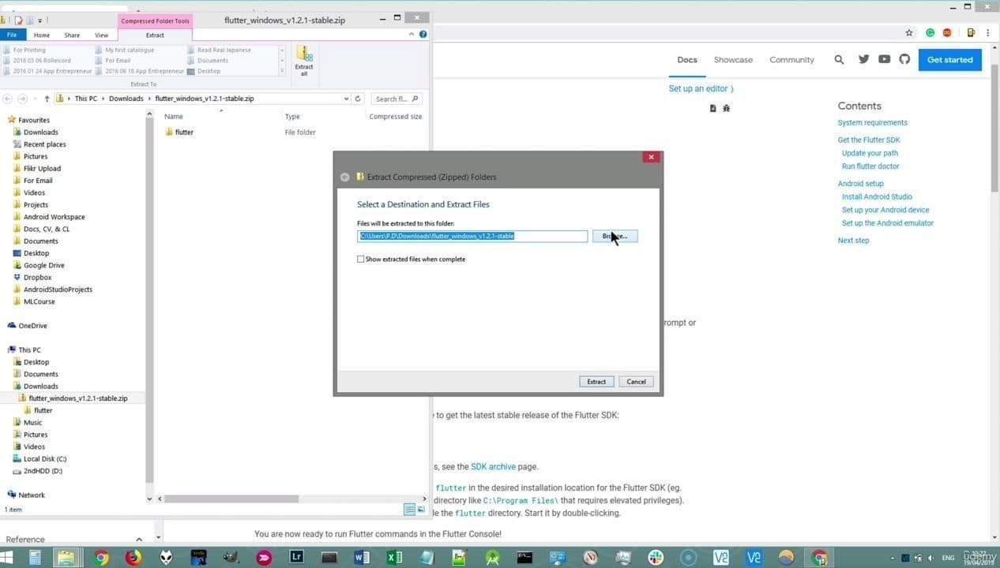 Compressed Folder Tools
flutter_windows_v1.2.1-stable.zip
File
Home
Share
View
Extract
For Printing
My first catalogue
Read Real Japanese
2018 03 06 Rolleicord
For Email
Documents
2016 01 24 App Entrepreneur
2016 06 18 App Entrepreneur
Desktop
Extract all
Extract To
This PC
Downloads
flutter_windows_v1.2.1-stable.zip
Search fl...
Name
Type
Compressed size
flutter
File folder
Favourites
Downloads
Recent places
Pictures
Flikr Upload
For Email
Videos
Projects
Android Workspace
Docs, CV, & CL
Documents
Desktop
Google Drive
Dropbox
AndroidStudioProjects
MLCourse
OneDrive
This PC
Desktop
Documents
Downloads
flutter_windows_v1.2.1-stable.zip
flutter
Music
Pictures
Videos
Local Disk (C:)
2ndHDD (D:)
Network
1 item
Reference
Extract Compressed (Zipped) Folders
Select a Destination and Extract Files
Files will be extracted to this folder:
C:\Users\P.D\Downloads\flutter_windows_v1.2.1-stable
Show extracted files when complete
Extract
Cancel
Docs
Showcase
Community
Get started
Set up an editor
Contents
System requirements
Get the Flutter SDK
Update your path
Run flutter doctor
Android setup
Install Android Studio
Set up your Android device
Set up the Android emulator
Next step
rompt or
to get the latest stable release of the Flutter SDK:
s, see the SDK archive page.
flutter in the desired installation location for the Flutter SDK (eg.
directory like C:\Program Files\ that requires elevated privileges).
the flutter directory. Start it by double-clicking.
You are now ready to run Flutter commands in the Flutter Console!
Lr
ENG
19/04/2019
udemy